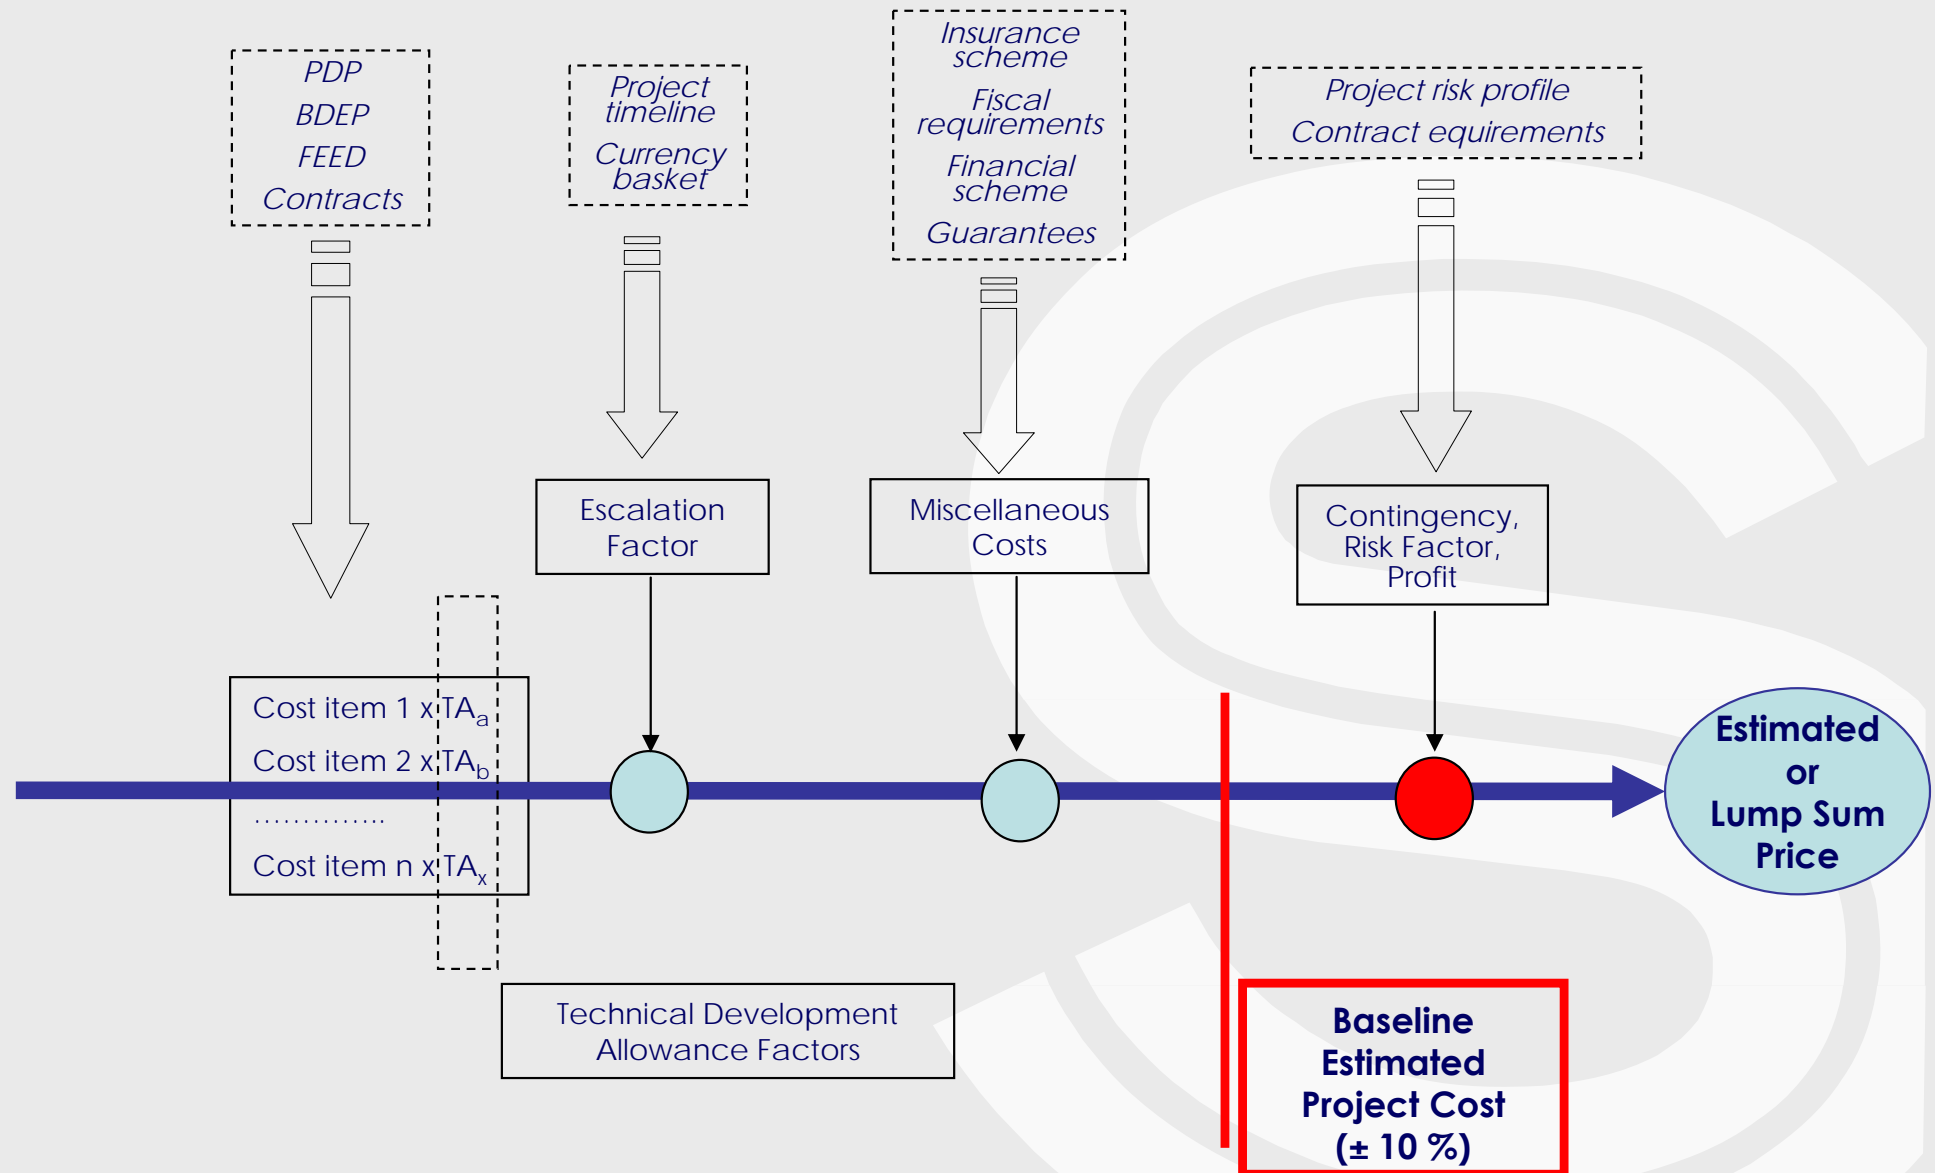 PDP
BDEP
FEED
Contracts
Project
timeline
Currency
basket
Insurance
scheme
Fiscal
requirements
Financial
scheme
Guarantees
Project risk profile
Contract equirements
Escalation
Factor
Miscellaneous
Costs
Contingency,
Risk Factor,
Profit
Cost item 1 x TAa
Cost item 2 x TAb
..............
Cost item n x TAx
Estimated
or
Lump Sum
Price
Technical Development
Allowance Factors
Baseline
Estimated
Project Cost
(± 10 %)